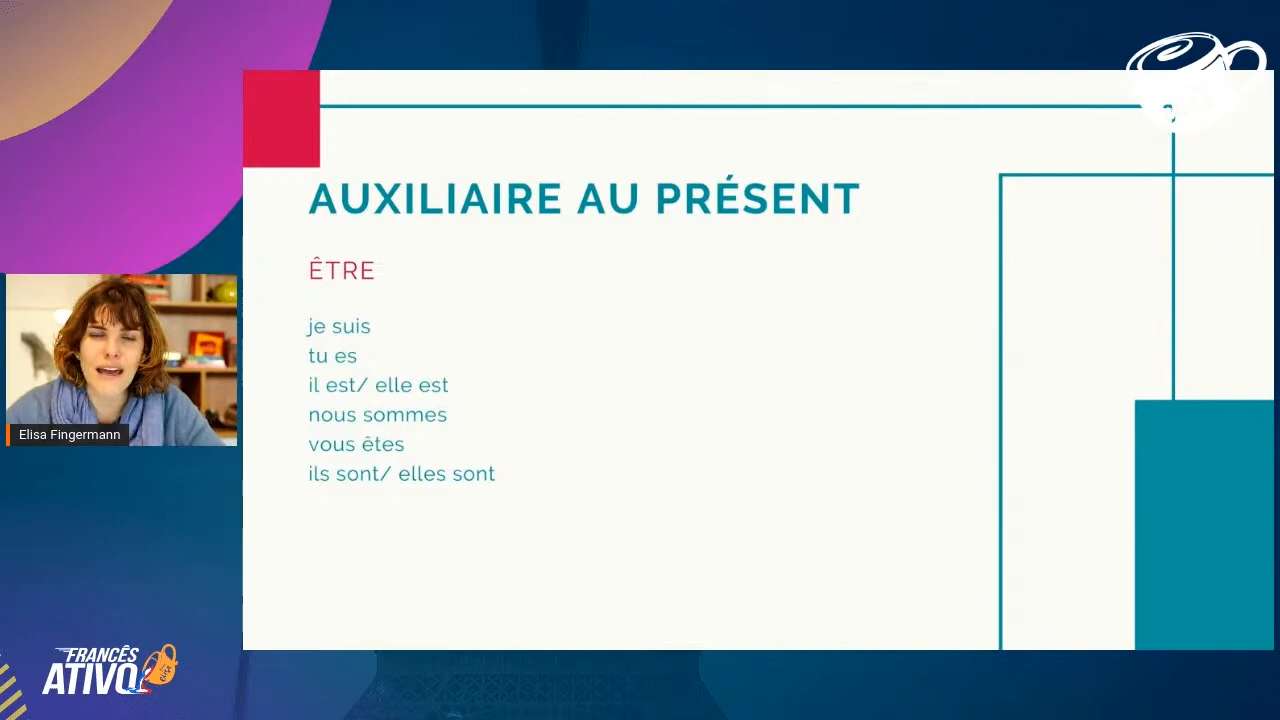 AUXILIAIRE AU PRÉSENT
ÊTRE
je suis
tu es
il est/ elle est
nous sommes
vous êtes
ils sont/ elles sont
Elisa Fingermann
FRANCÊS
ATIVO